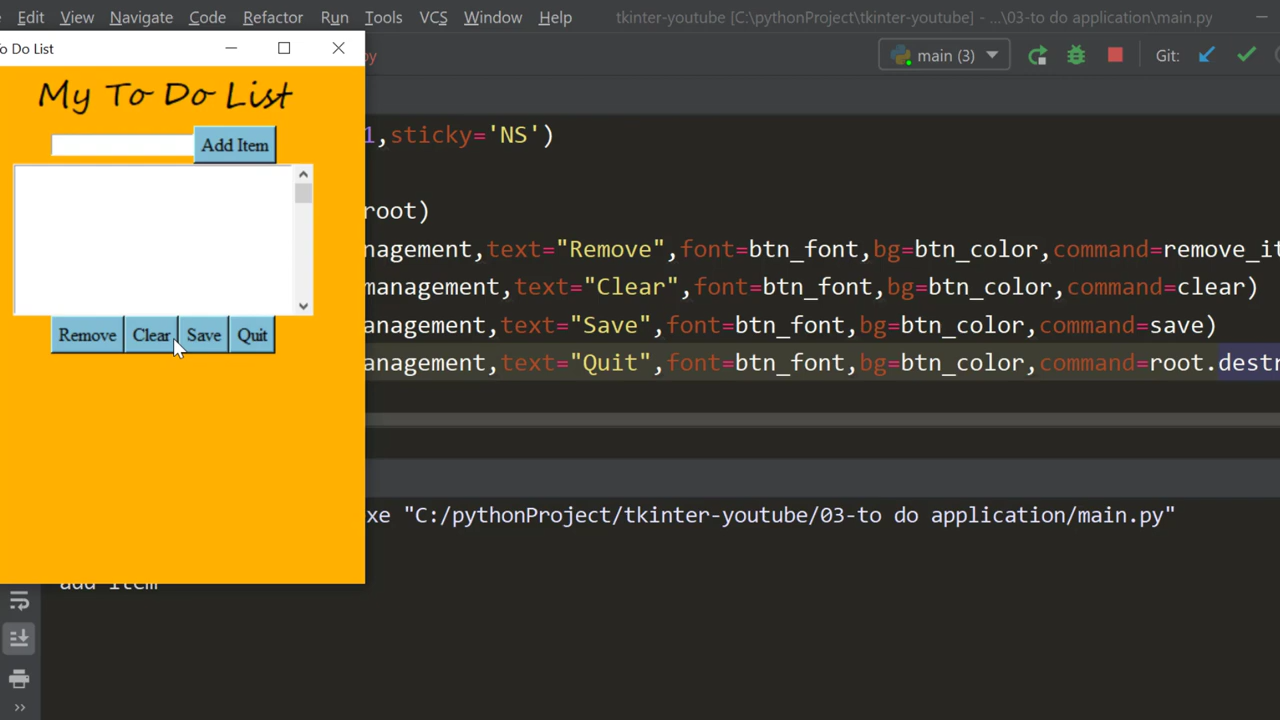 Edit View Navigate Code Refactor Run Tools VCS Window Help tkinter-youtube [C:\pythonProject\tkinter-youtube] - ...\03-to do application\main.py
o Do List
main (3) Git:
My To Do List
1,sticky='NS')
Add Item
root)
nagement,text="Remove",font=btn_font,bg=btn_color,command=remove_it
management,text="Clear",font=btn_font,bg=btn_color,command=clear)
anagement,text="Save",font=btn_font,bg=btn_color,command=save)
Remove Clear Save Quit
anagement,text="Quit",font=btn_font,bg=btn_color,command=root.destr
xe "C:/pythonProject/tkinter-youtube/03-to do application/main.py"
add item